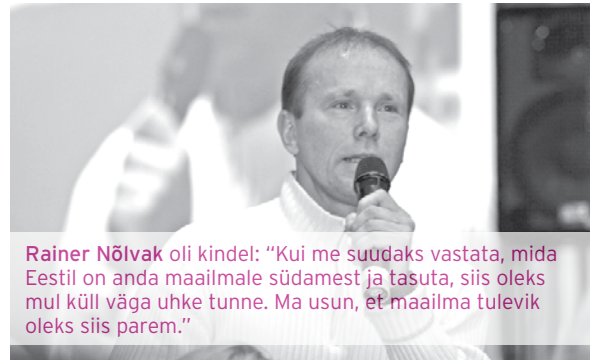 Rainer Nõlvak oli kindel: “Kui me suudaks vastata, mida
Eestil on anda maailmale südamest ja tasuta, siis oleks
mul küll väga uhke tunne. Ma usun, et maailma tulevik
oleks siis parem.”